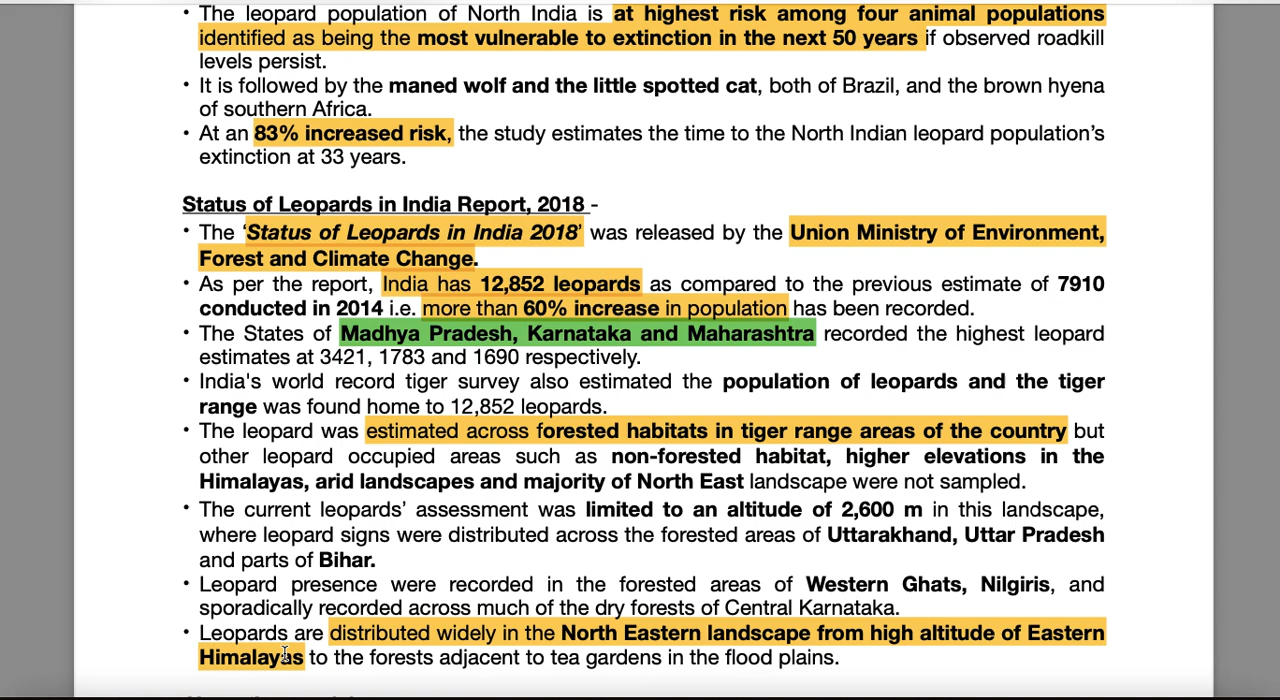 • The leopard population of North India is at highest risk among four animal populations
identified as being the most vulnerable to extinction in the next 50 years if observed roadkill
levels persist.
• It is followed by the maned wolf and the little spotted cat, both of Brazil, and the brown hyena
of southern Africa.
• At an 83% increased risk, the study estimates the time to the North Indian leopard population’s
extinction at 33 years.
Status of Leopards in India Report, 2018 -
• The ‘Status of Leopards in India 2018’ was released by the Union Ministry of Environment,
Forest and Climate Change.
• As per the report, India has 12,852 leopards as compared to the previous estimate of 7910
conducted in 2014 i.e. more than 60% increase in population has been recorded.
• The States of Madhya Pradesh, Karnataka and Maharashtra recorded the highest leopard
estimates at 3421, 1783 and 1690 respectively.
• India's world record tiger survey also estimated the population of leopards and the tiger
range was found home to 12,852 leopards.
• The leopard was estimated across forested habitats in tiger range areas of the country but
other leopard occupied areas such as non-forested habitat, higher elevations in the
Himalayas, arid landscapes and majority of North East landscape were not sampled.
• The current leopards’ assessment was limited to an altitude of 2,600 m in this landscape,
where leopard signs were distributed across the forested areas of Uttarakhand, Uttar Pradesh
and parts of Bihar.
• Leopard presence were recorded in the forested areas of Western Ghats, Nilgiris, and
sporadically recorded across much of the dry forests of Central Karnataka.
• Leopards are distributed widely in the North Eastern landscape from high altitude of Eastern
Himalayas to the forests adjacent to tea gardens in the flood plains.